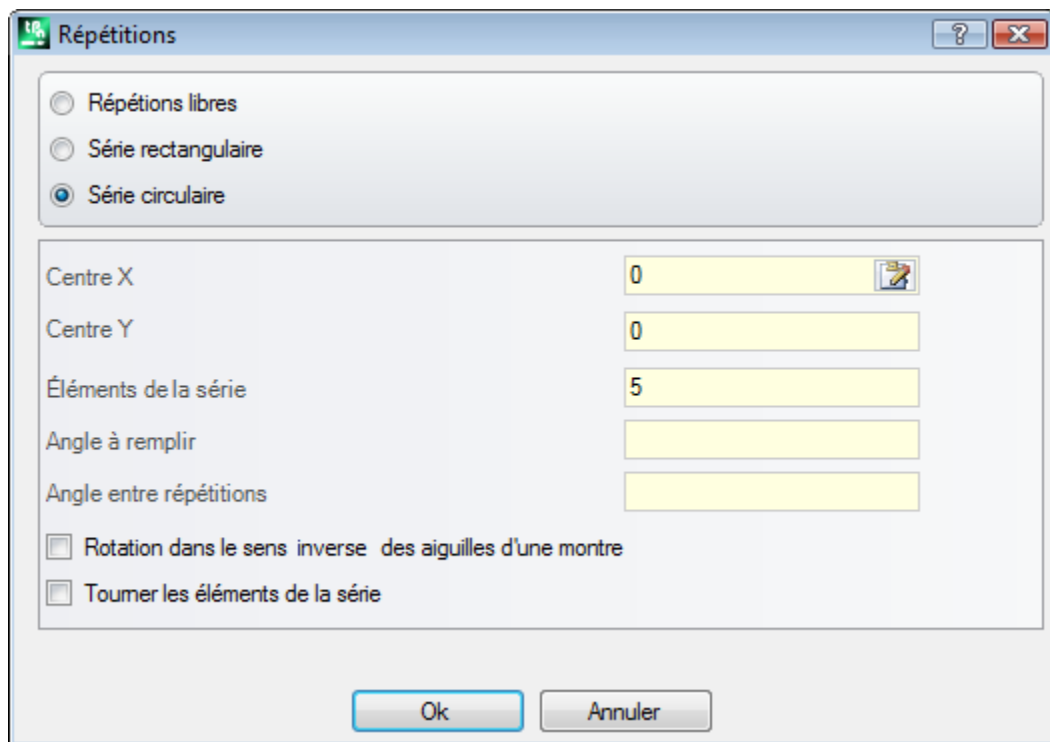 Répétitions
Répétions libres
Série rectangulaire
Série circulaire
Centre X 0
Centre Y 0
Éléments de la série 5
Angle à remplir
Angle entre répétitions
Rotation dans le sens inverse des aiguilles d'une montre
Tourner les éléments de la série
Ok Annuler